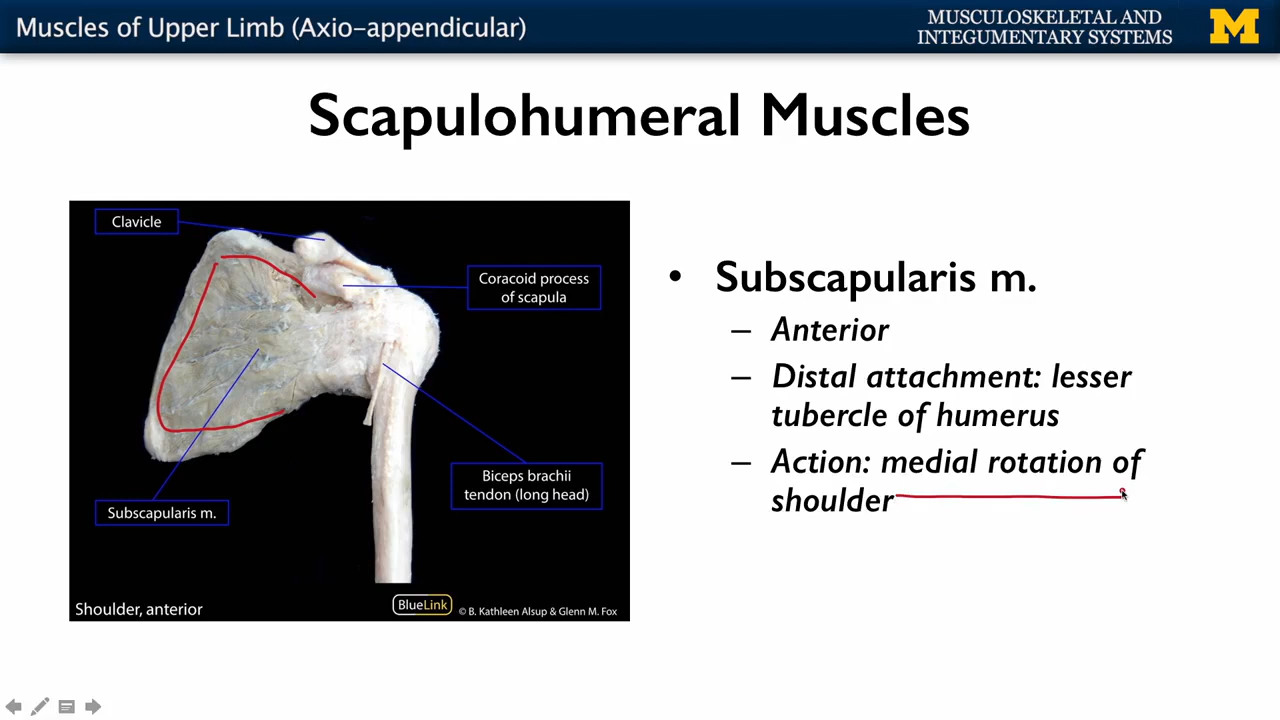 Muscles of Upper Limb (Axio-appendicular)
MUSCULOSKELETAL AND
INTEGUMENTARY SYSTEMS
M
Scapulohumeral Muscles
Clavicle
Coracoid process
of scapula
Biceps brachii
tendon (long head)
Subscapularis m.
Shoulder, anterior
BlueLink
© B. Kathleen Alsup & Glenn M. Fox
• Subscapularis m.
– Anterior
– Distal attachment: lesser
tubercle of humerus
– Action: medial rotation of
shoulder